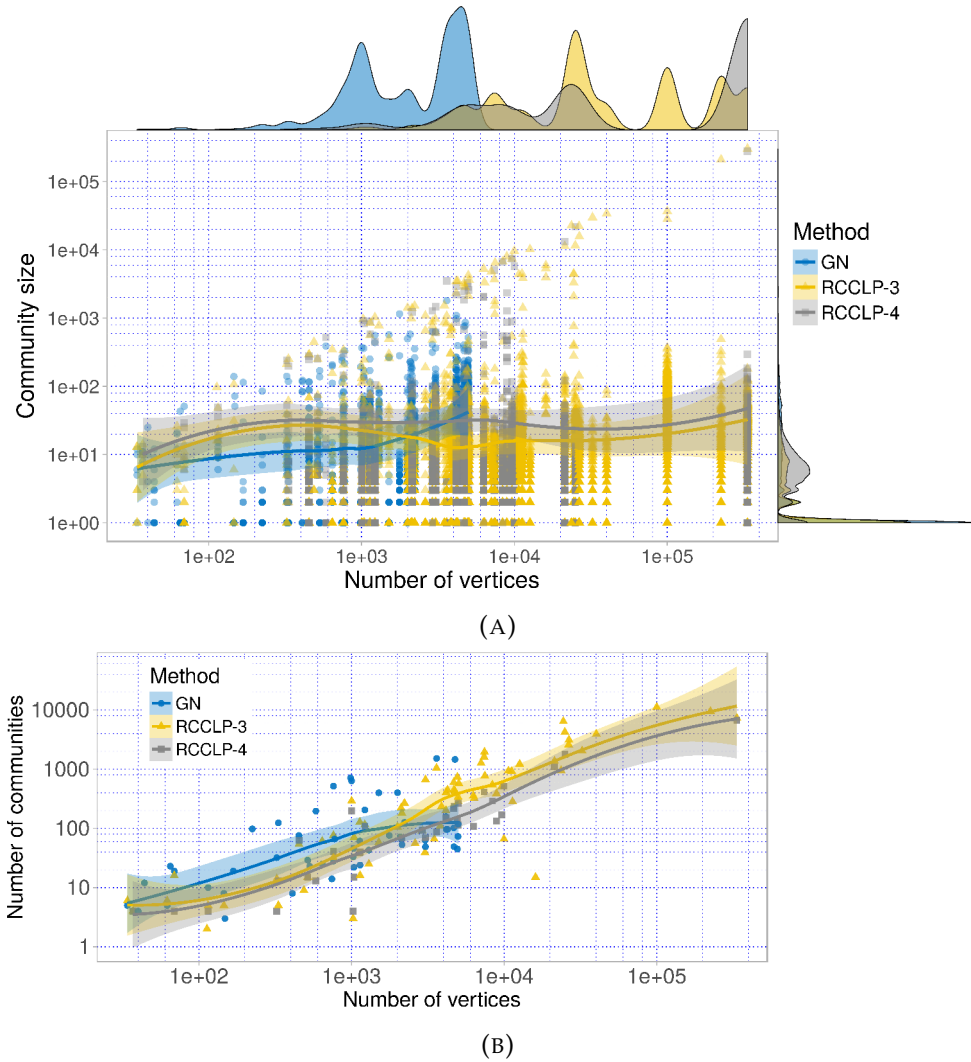 1e+05
1e+04
1e+03
1e+02
1e+01
1e+00
Community size
1e+02 1e+03 1e+04 1e+05
Number of vertices
Method
GN
RCCLP-3
RCCLP-4
(A)
Method
GN
RCCLP-3
RCCLP-4
10000
1000
100
10
1
Number of communities
1e+02 1e+03 1e+04 1e+05
Number of vertices
(B)